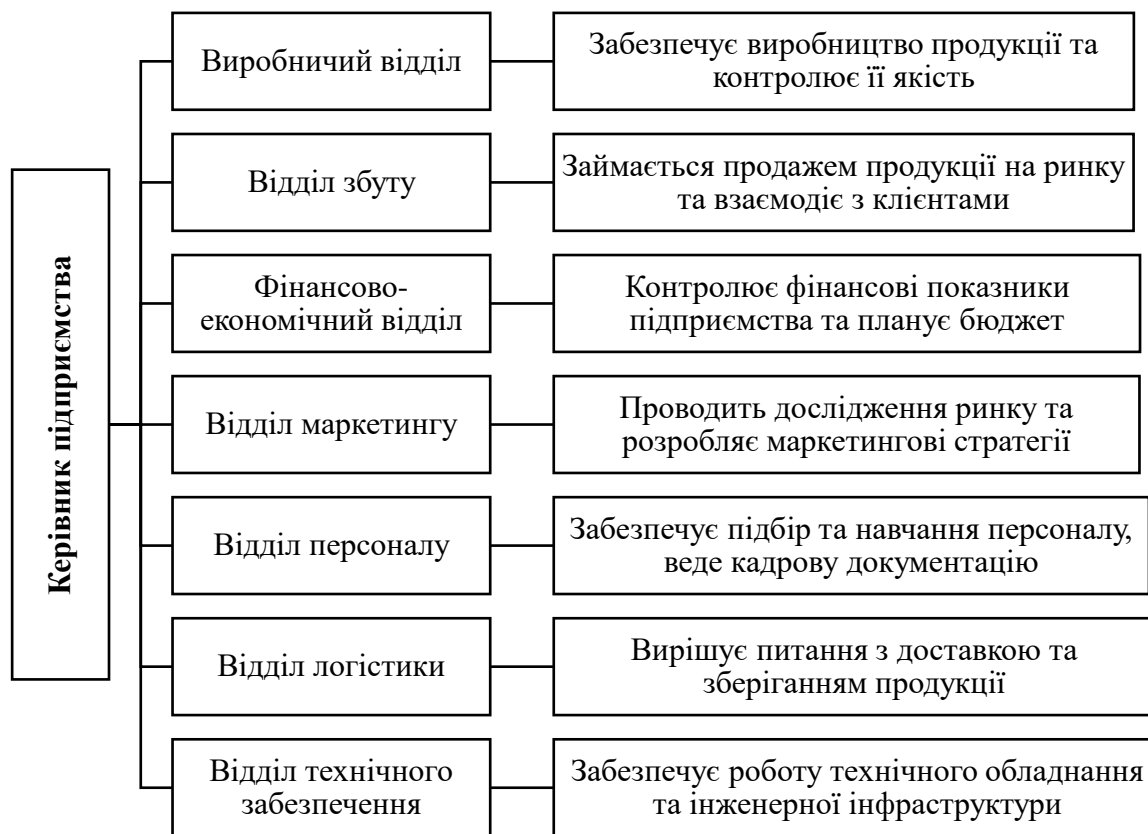 Керівник підприємства
Виробничий відділ
Забезпечує виробництво продукції та
контролює її якість
Відділ збуту
Займається продажем продукції на ринку
та взаємодіє з клієнтами
Фінансово-
економічний відділ
Контролює фінансові показники
підприємства та планує бюджет
Відділ маркетингу
Проводить дослідження ринку та
розробляє маркетингові стратегії
Відділ персоналу
Забезпечує підбір та навчання персоналу,
веде кадрову документацію
Відділ логістики
Вирішує питання з доставкою та
зберіганням продукції
Відділ технічного
забезпечення
Забезпечує роботу технічного обладнання
та інженерної інфраструктури